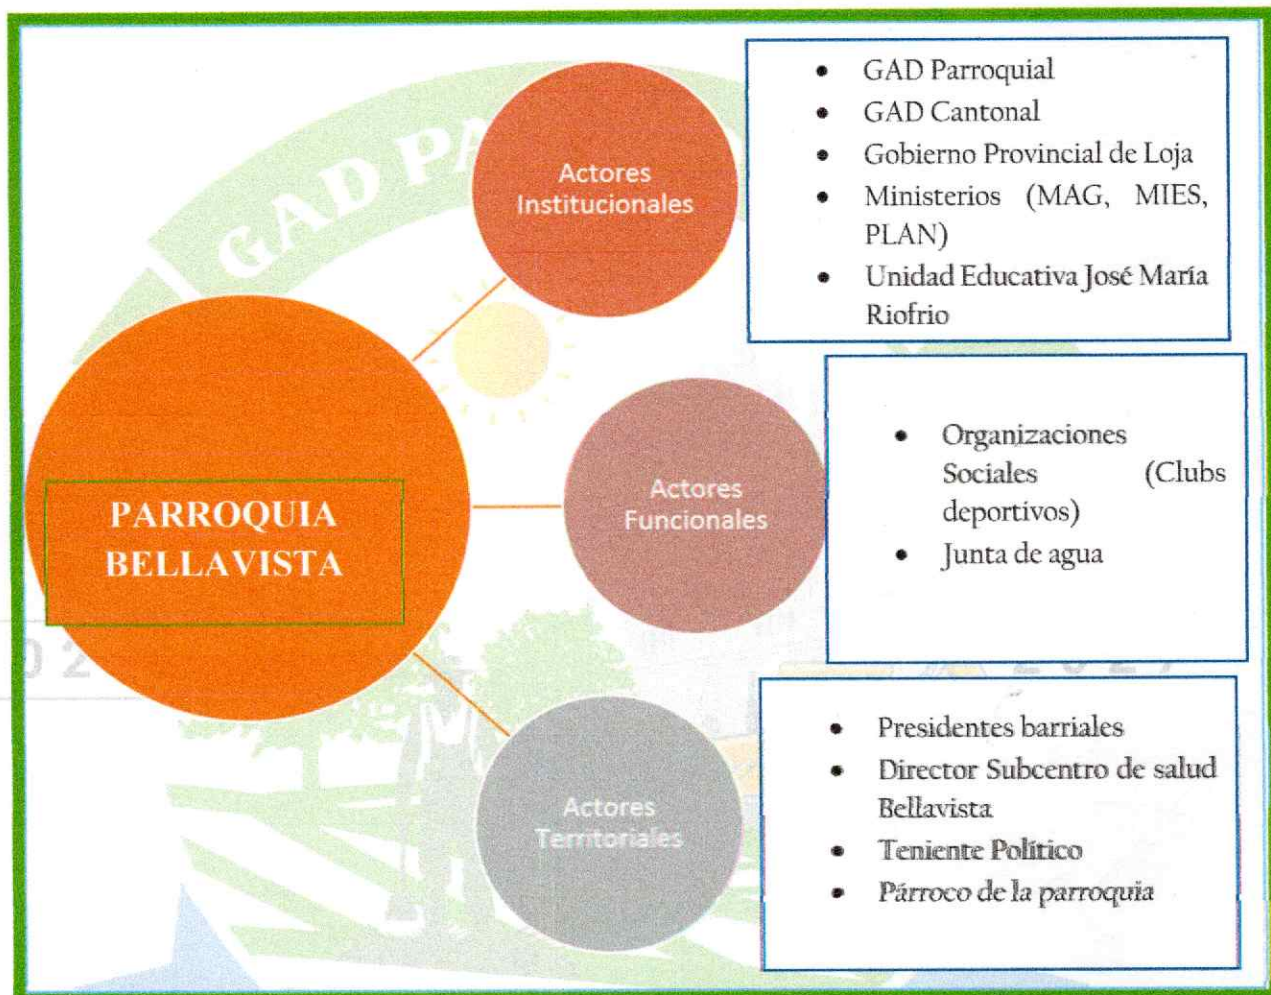 GAD PA
PARROQUIA
BELLAVISTA
Actores
Institucionales
• GAD Parroquial
• GAD Cantonal
• Gobierno Provincial de Loja
• Ministerios (MAG, MIES,
PLAN)
• Unidad Educativa José María
Riofrio
Actores
Funcionales
• Organizaciones
Sociales (Clubs
deportivos)
• Junta de agua
Actores
Territoriales
• Presidentes barriales
• Director Subcentro de salud
Bellavista
• Teniente Político
• Párroco de la parroquia